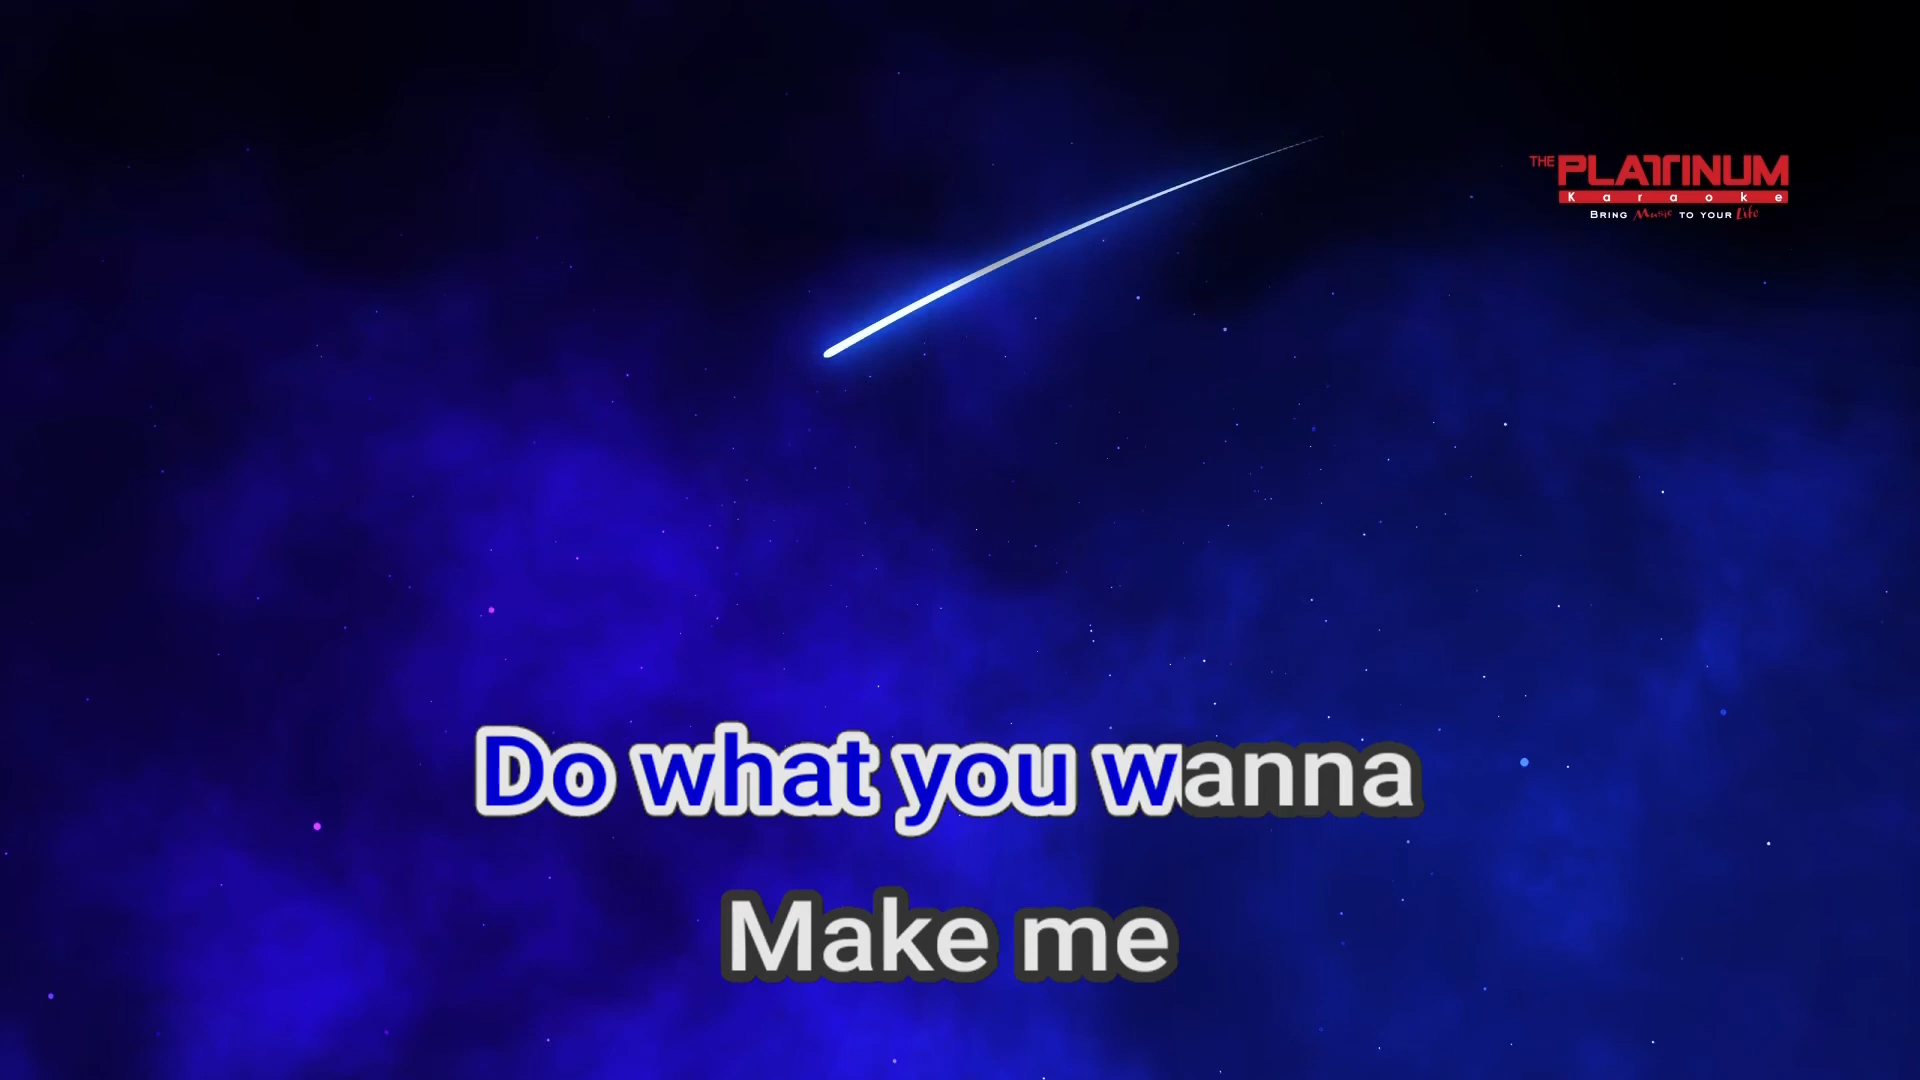 THE PLATINUM
Karaoke
BRING Music TO YOUR Life
Do what you wanna
Make me